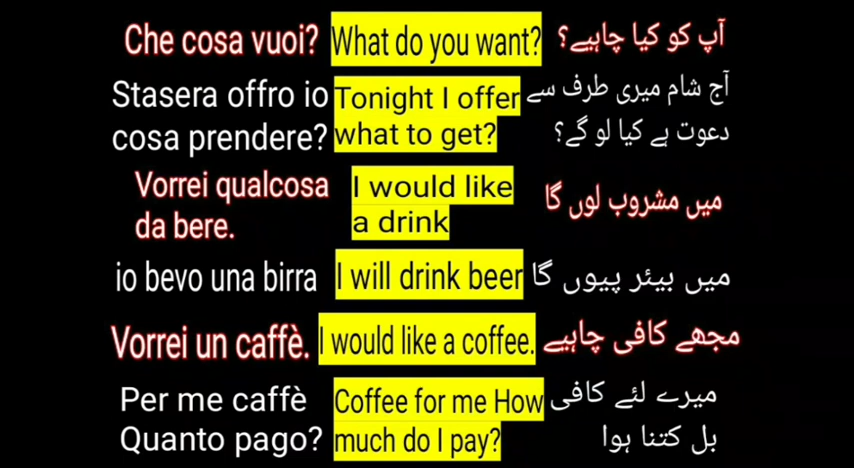 Che cosa vuoi? What do you want? آپ کو کیا چاہیے؟
Stasera offro io Tonight I offer آج شام میری طرف سے
cosa prendere? what to get? دعوت ہے کیا لو گے؟
Vorrei qualcosa I would like میں مشروب لوں گا
da bere. a drink
io bevo una birra I will drink beer میں بیئر پیوں گا
Vorrei un caffè. I would like a coffee. مجھے کافی چاہیے
Per me caffè Coffee for me How میرے لئے کافی
Quanto pago? much do I pay? بل کتنا ہوا